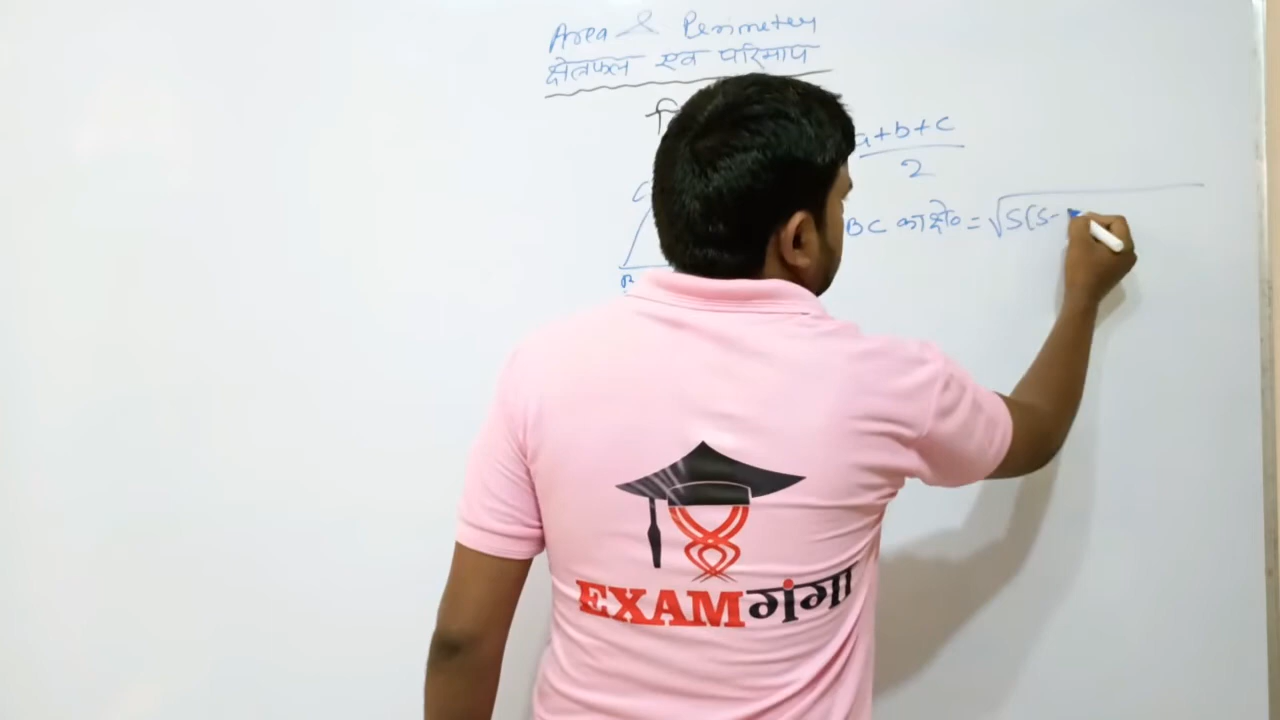 Area & Perimeter
क्षेत्रफल एवं परिमाप
a+b+c
2
C
BC का क्षे० = √S(S-
B
EXAMगंगा